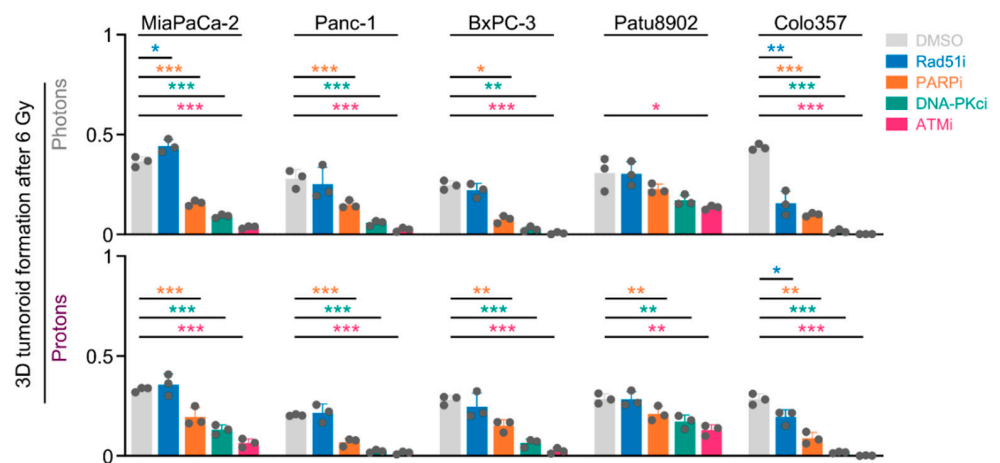 MiaPaCa-2 Panc-1 BxPC-3 Patu8902 Colo357
3D tumoroid formation after 6 Gy
Photons
1
0.5
0
* *** *** ***
*** *** ***
* ** ***
*
** *** *** ***
DMSO
Rad51i
PARPi
DNA-PKci
ATMi
Protons
1
0.5
0
*** *** ***
*** *** ***
** *** ***
** ** **
* ** *** ***